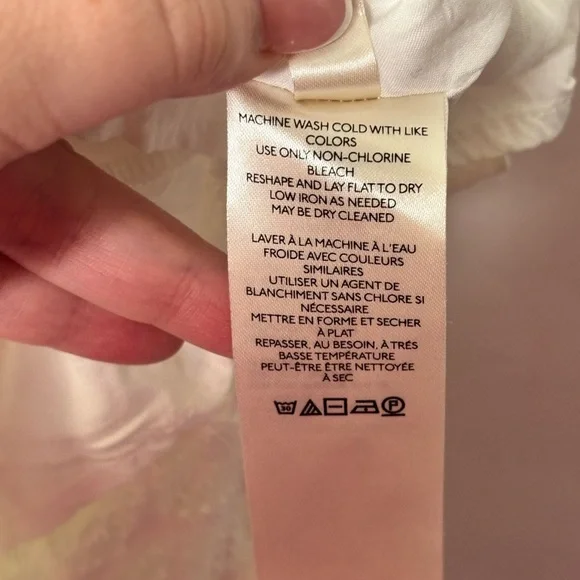 MACHINE WASH COLD WITH LIKE
COLORS
USE ONLY NON-CHLORINE
BLEACH
RESHAPE AND LAY FLAT TO DRY
LOW IRON AS NEEDED
MAY BE DRY CLEANED
LAVER À LA MACHINE À L'EAU
FROIDE AVEC COULEURS
SIMILAIRES
UTILISER UN AGENT DE
BLANCHIMENT SANS CHLORE SI
NÉCESSAIRE
METTRE EN FORME ET SECHER
À PLAT
REPASSER, AU BESOIN, À TRÉS
BASSE TEMPÉRATURE
PEUT-ÊTRE ÊTRE NETTOYÉE
À SEC
30 P